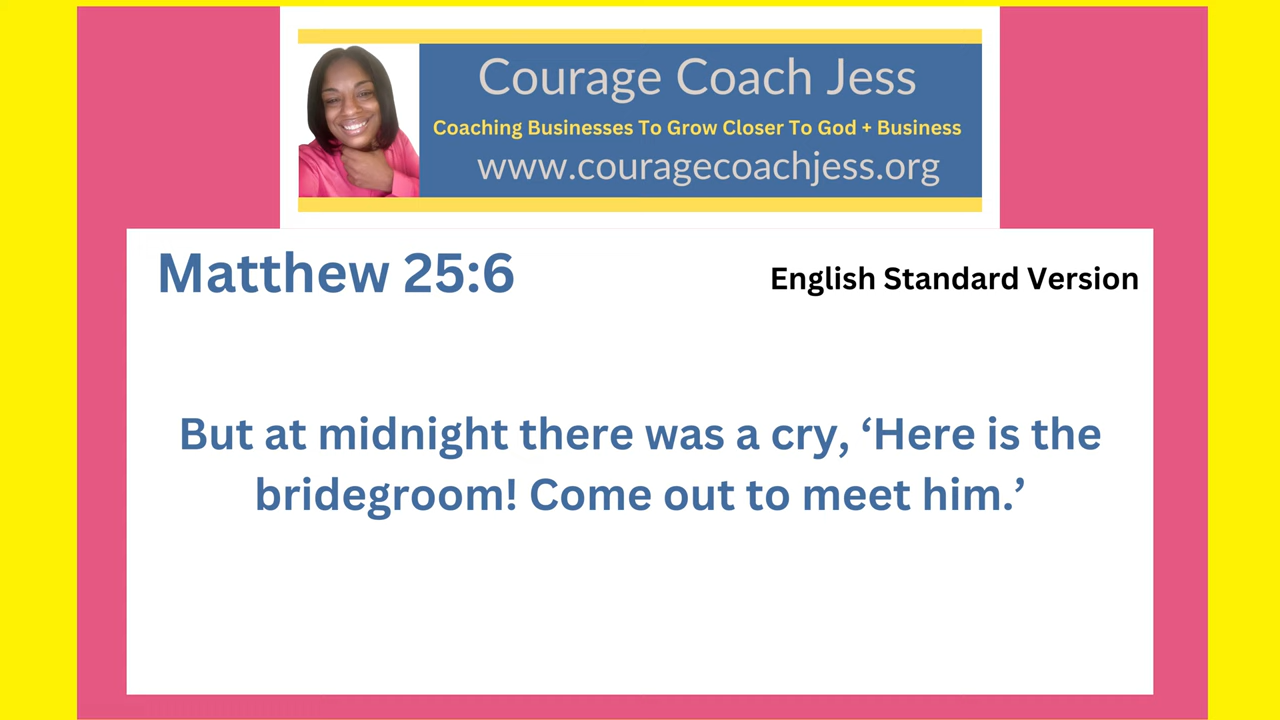 Courage Coach Jess
Coaching Businesses To Grow Closer To God + Business
www.couragecoachjess.org
Matthew 25:6
English Standard Version
But at midnight there was a cry, ‘Here is the
bridegroom! Come out to meet him.’